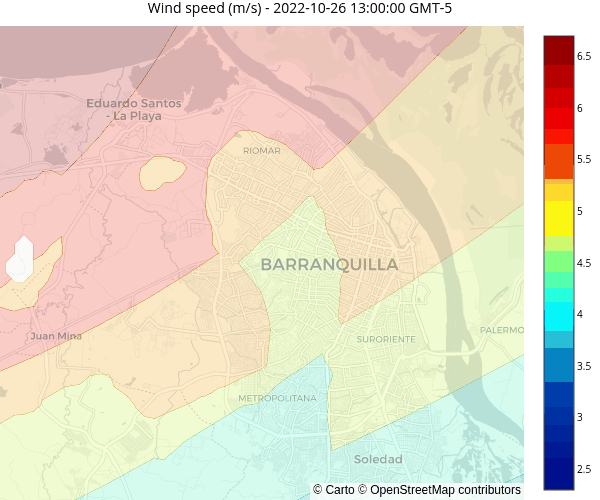 Wind speed (m/s) - 2022-10-26 13:00:00 GMT-5
6.5
6
5.5
5
4.5
4
3.5
3
2.5
Eduardo Santos
- La Playa
RIOMAR
BARRANQUILLA
Juan Mina
SURORIENTE
PALERMO
METROPOLITANA
Soledad
© Carto © OpenStreetMap contributors